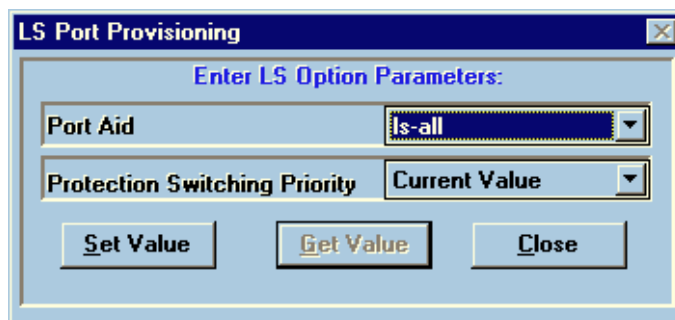 LS Port Provisioning
Enter LS Option Parameters:
Port Aid ls-all
Protection Switching Priority Current Value
Set Value Get Value Close